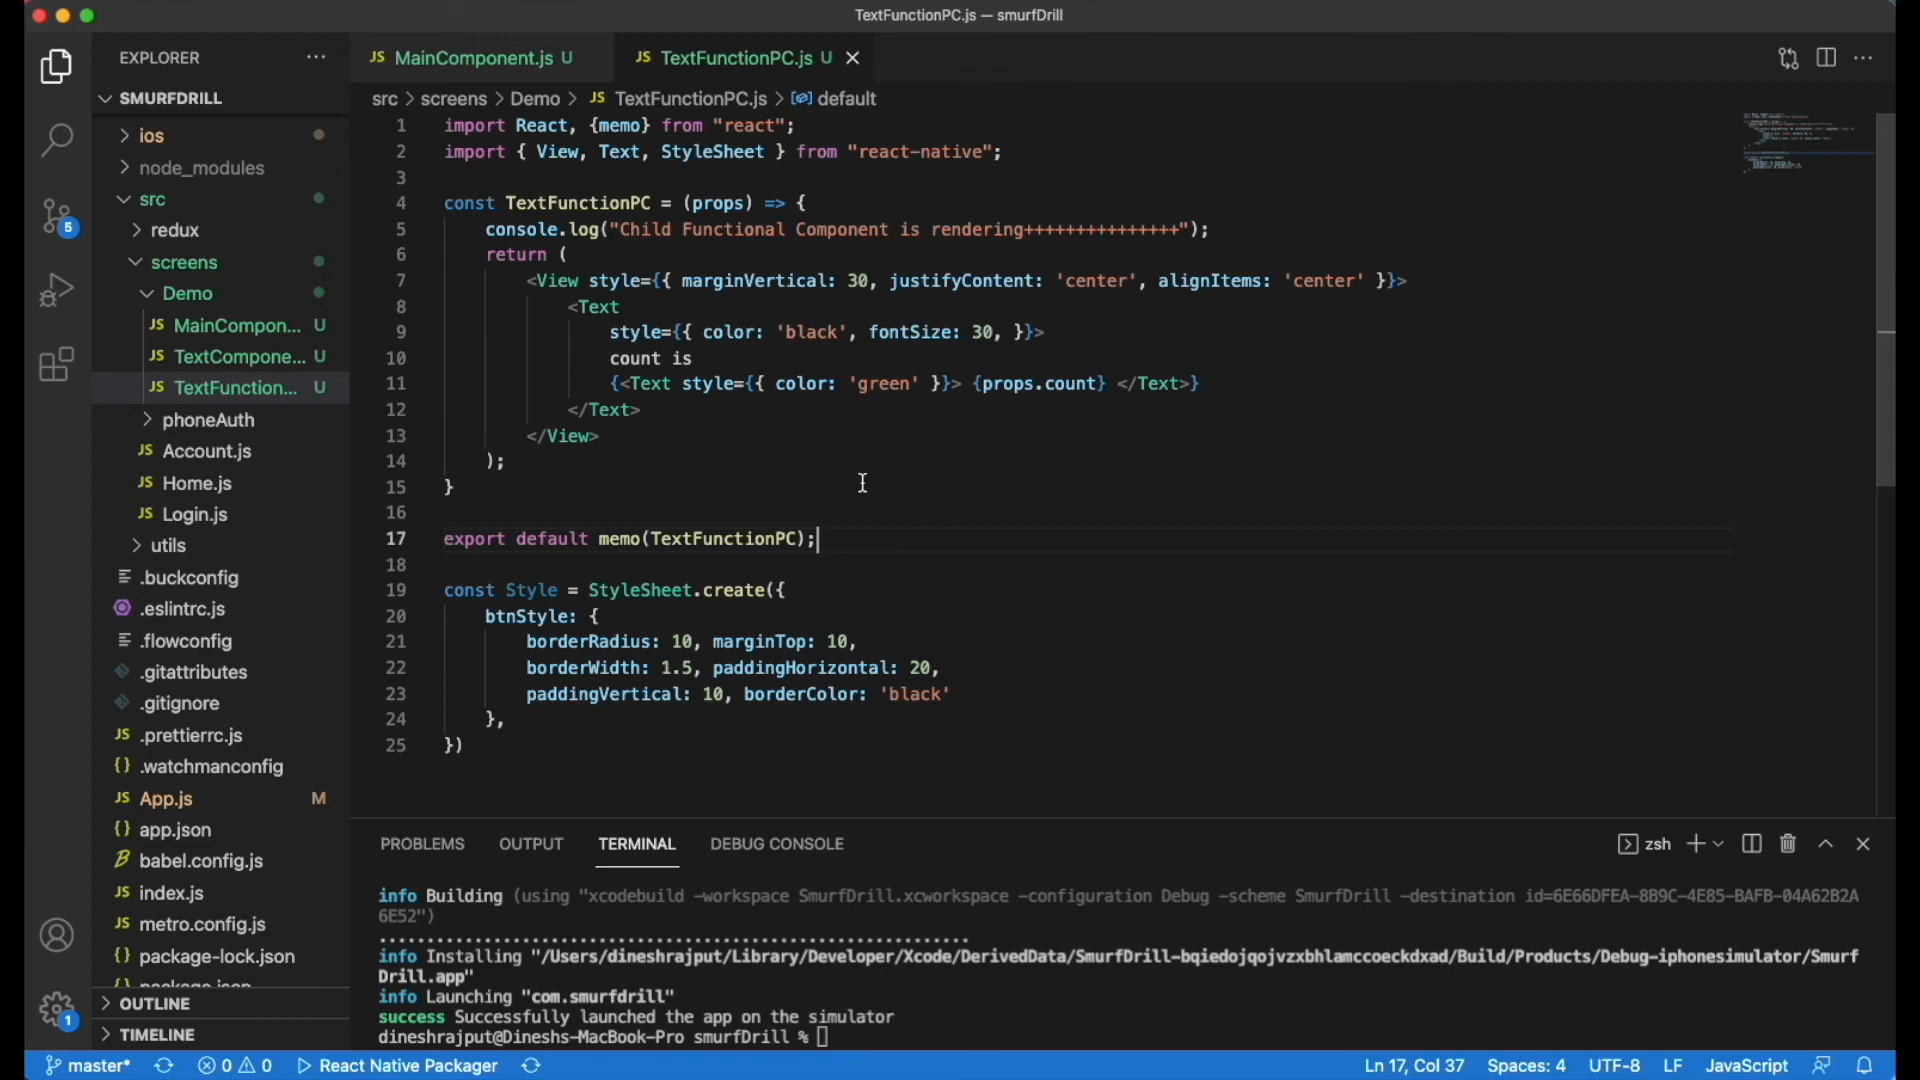 TextFunctionPC.js — smurfDrill
EXPLORER
MainComponent.js U
TextFunctionPC.js U
SMURFDRILL
src > screens > Demo > JS TextFunctionPC.js > default
ios
node_modules
src
redux
screens
Demo
JS MainCompon... U
JS TextCompone... U
JS TextFunction... U
phoneAuth
JS Account.js
JS Home.js
JS Login.js
utils
.buckconfig
.eslintrc.js
.flowconfig
.gitattributes
.gitignore
JS .prettierrc.js
{} .watchmanconfig
JS App.js M
{} app.json
babel.config.js
JS index.js
JS metro.config.js
{} package-lock.json
{} package.json
OUTLINE
TIMELINE
5
1
1 import React, {memo} from "react";
2 import { View, Text, StyleSheet } from "react-native";
3
4 const TextFunctionPC = (props) => {
5 console.log("Child Functional Component is rendering+++++++++++++++");
6 return (
7 <View style={{ marginVertical: 30, justifyContent: 'center', alignItems: 'center' }}>
8 <Text
9 style={{ color: 'black', fontSize: 30, }}>
10 count is
11 {<Text style={{ color: 'green' }}> {props.count} </Text>}
12 </Text>
13 </View>
14 );
15 }
16
17 export default memo(TextFunctionPC);
18
19 const Style = StyleSheet.create({
20 btnStyle: {
21 borderRadius: 10, marginTop: 10,
22 borderWidth: 1.5, paddingHorizontal: 20,
23 paddingVertical: 10, borderColor: 'black'
24 },
25 })
PROBLEMS OUTPUT TERMINAL DEBUG CONSOLE
zsh
info Building (using "xcodebuild -workspace SmurfDrill.xcworkspace -configuration Debug -scheme SmurfDrill -destination id=6E66DFEA-8B9C-4E85-BAFB-04A62B2A
6E52")
info Installing "/Users/dineshrajput/Library/Developer/Xcode/DerivedData/SmurfDrill-bqiedojqojvzxbhlamccoeckdxad/Build/Products/Debug-iphonesimulator/Smurf
Drill.app"
info Launching "com.smurfdrill"
success Successfully launched the app on the simulator
dineshrajput@Dineshs-MacBook-Pro smurfDrill %
master* 0 0 React Native Packager
Ln 17, Col 37 Spaces: 4 UTF-8 LF JavaScript